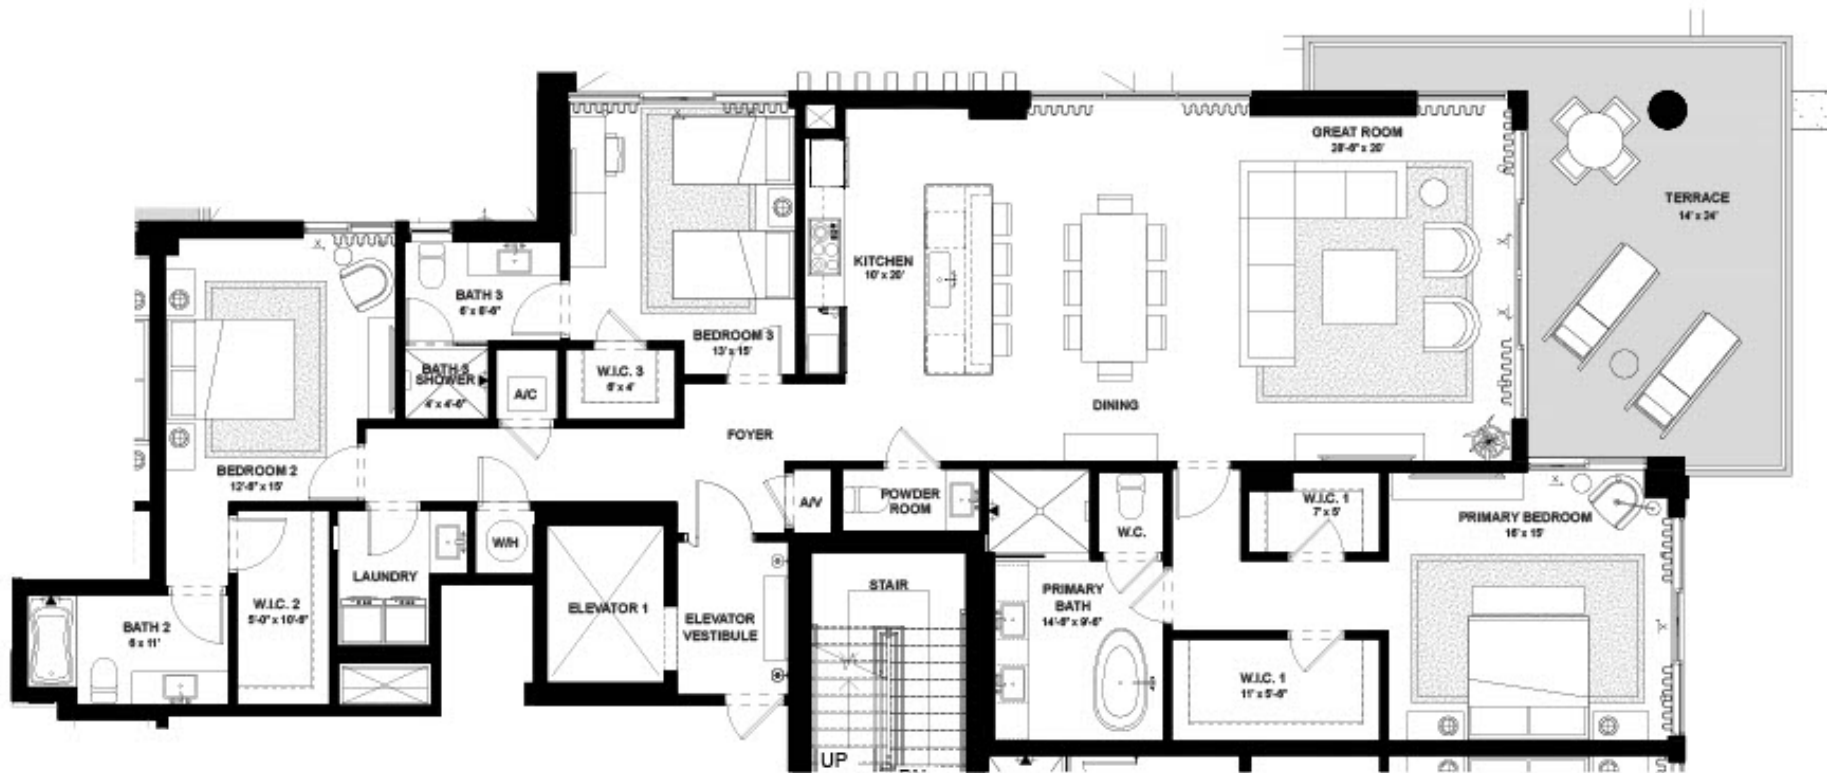 GREAT ROOM
28'-6" x 20'
TERRACE
14' x 24'
KITCHEN
10' x 20'
BATH 3
6' x 8'-6"
BEDROOM 3
13' x 15'
BATH 3
SHOWER
4' x 4'-6"
A/C
W.I.C. 3
6' x 4'
DINING
FOYER
BEDROOM 2
12'-6" x 15'
A/V
POWDER
ROOM
W.I.C. 1
7' x 5'
PRIMARY BEDROOM
16' x 15'
W.C.
W/H
LAUNDRY
STAIR
PRIMARY
BATH
14'-6" x 9'-6"
W.I.C. 2
5'-0" x 10'-6"
ELEVATOR 1
ELEVATOR
VESTIBULE
BATH 2
6 x 11'
W.I.C. 1
11' x 5'-6"
UP